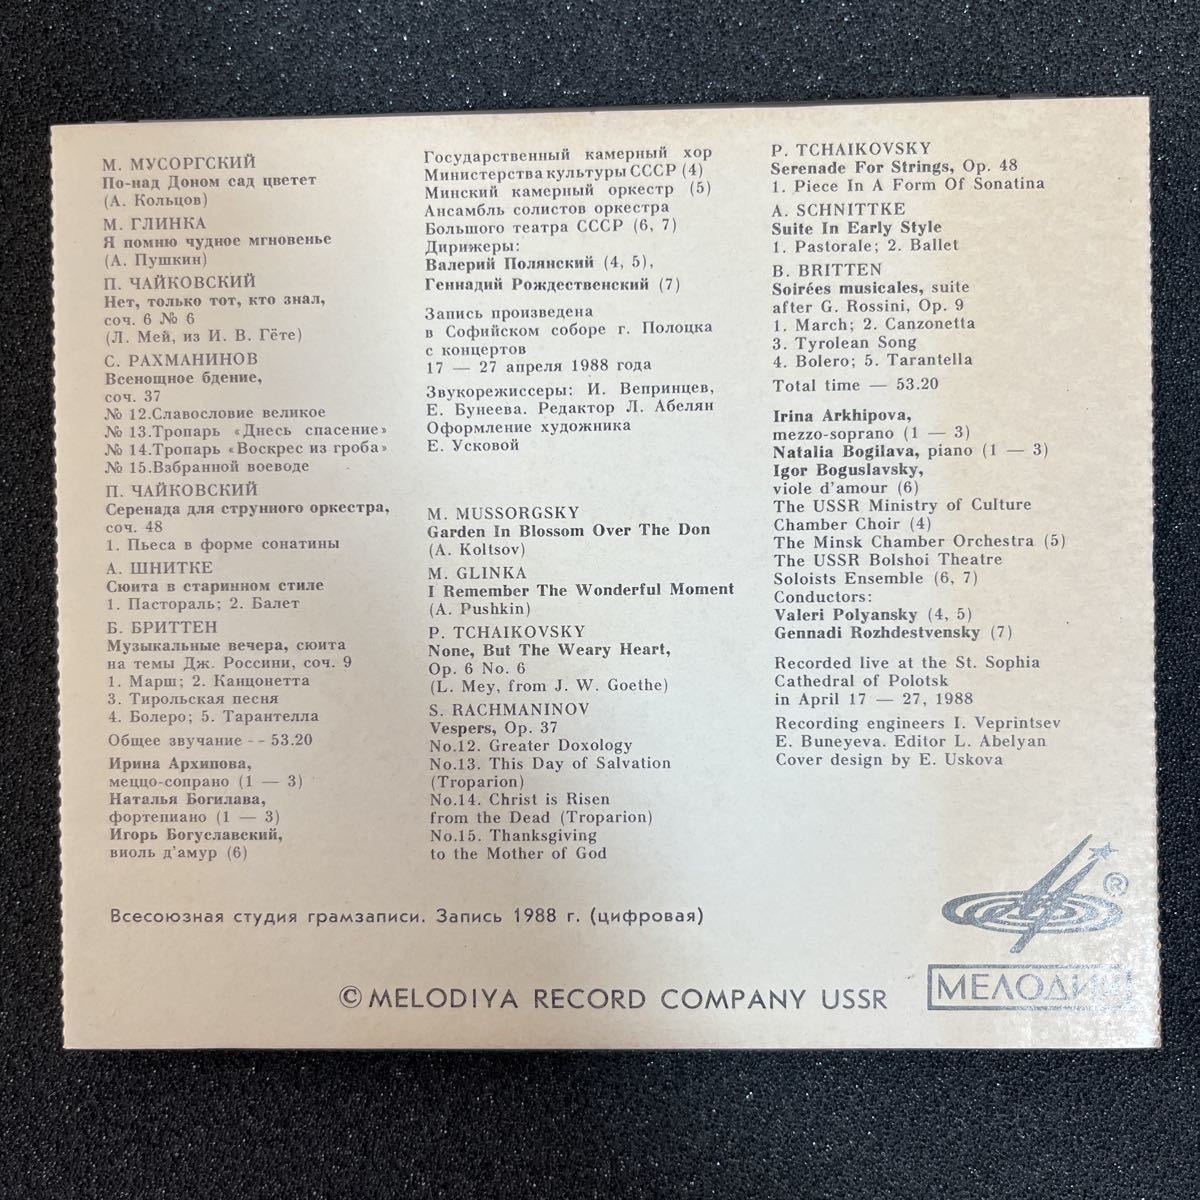 М. МУСОРГСКИЙ
По-над Доном сад цветет
(А. Кольцов)
М. ГЛИНКА
Я помню чудное мгновенье
(А. Пушкин)
П. ЧАЙКОВСКИЙ
Нет, только тот, кто знал,
соч. 6 № 6
(Л. Мей, из И. В. Гёте)
С. РАХМАНИНОВ
Всенощное бдение,
соч. 37
№ 12.Славословие великое
№ 13.Тропарь «Днесь спасение»
№ 14.Тропарь «Воскрес из гроба»
№ 15.Взбранной воеводе
П. ЧАЙКОВСКИЙ
Серенада для струнного оркестра,
соч. 48
1. Пьеса в форме сонатины
А. ШНИТКЕ
Сюита в старинном стиле
1. Пастораль; 2. Балет
Б. БРИТТЕН
Музыкальные вечера, сюита
на темы Дж. Россини, соч. 9
1. Марш; 2. Канцонетта
3. Тирольская песня
4. Болеро; 5. Тарантелла
Общее звучание -- 53.20
Ирина Архипова,
меццо-сопрано (1 — 3)
Наталья Богилава,
фортепиано (1 — 3)
Игорь Богуславский,
виоль д'амур (6)
Государственный камерный хор
Министерства культуры СССР (4)
Минский камерный оркестр (5)
Ансамбль солистов оркестра
Большого театра СССР (6, 7)
Дирижеры:
Валерий Полянский (4, 5),
Геннадий Рождественский (7)
Запись произведена
в Софийском соборе г. Полоцка
с концертов
17 — 27 апреля 1988 года
Звукорежиссеры: И. Вепринцев,
Е. Бунеева. Редактор Л. Абелян
Оформление художника
Е. Усковой
M. MUSSORGSKY
Garden In Blossom Over The Don
(A. Koltsov)
M. GLINKA
I Remember The Wonderful Moment
(A. Pushkin)
P. TCHAIKOVSKY
None, But The Weary Heart,
Op. 6 No. 6
(L. Mey, from J. W. Goethe)
S. RACHMANINOV
Vespers, Op. 37
No.12. Greater Doxology
No.13. This Day of Salvation
(Troparion)
No.14. Christ is Risen
from the Dead (Troparion)
No.15. Thanksgiving
to the Mother of God
P. TCHAIKOVSKY
Serenade For Strings, Op. 48
1. Piece In A Form Of Sonatina
A. SCHNITTKE
Suite In Early Style
1. Pastorale; 2. Ballet
B. BRITTEN
Soirées musicales, suite
after G. Rossini, Op. 9
1. March; 2. Canzonetta
3. Tyrolean Song
4. Bolero; 5. Tarantella
Total time — 53.20
Irina Arkhipova,
mezzo-soprano (1 — 3)
Natalia Bogilava, piano (1 — 3)
Igor Boguslavsky,
viole d'amour (6)
The USSR Ministry of Culture
Chamber Choir (4)
The Minsk Chamber Orchestra (5)
The USSR Bolshoi Theatre
Soloists Ensemble (6, 7)
Conductors:
Valeri Polyansky (4, 5)
Gennadi Rozhdestvensky (7)
Recorded live at the St. Sophia
Cathedral of Polotsk
in April 17 — 27, 1988
Recording engineers I. Veprintsev
E. Buneyeva. Editor L. Abelyan
Cover design by E. Uskova
Всесоюзная студия грамзаписи. Запись 1988 г. (цифровая)
®
© MELODIYA RECORD COMPANY USSR
МЕЛОДИЯ